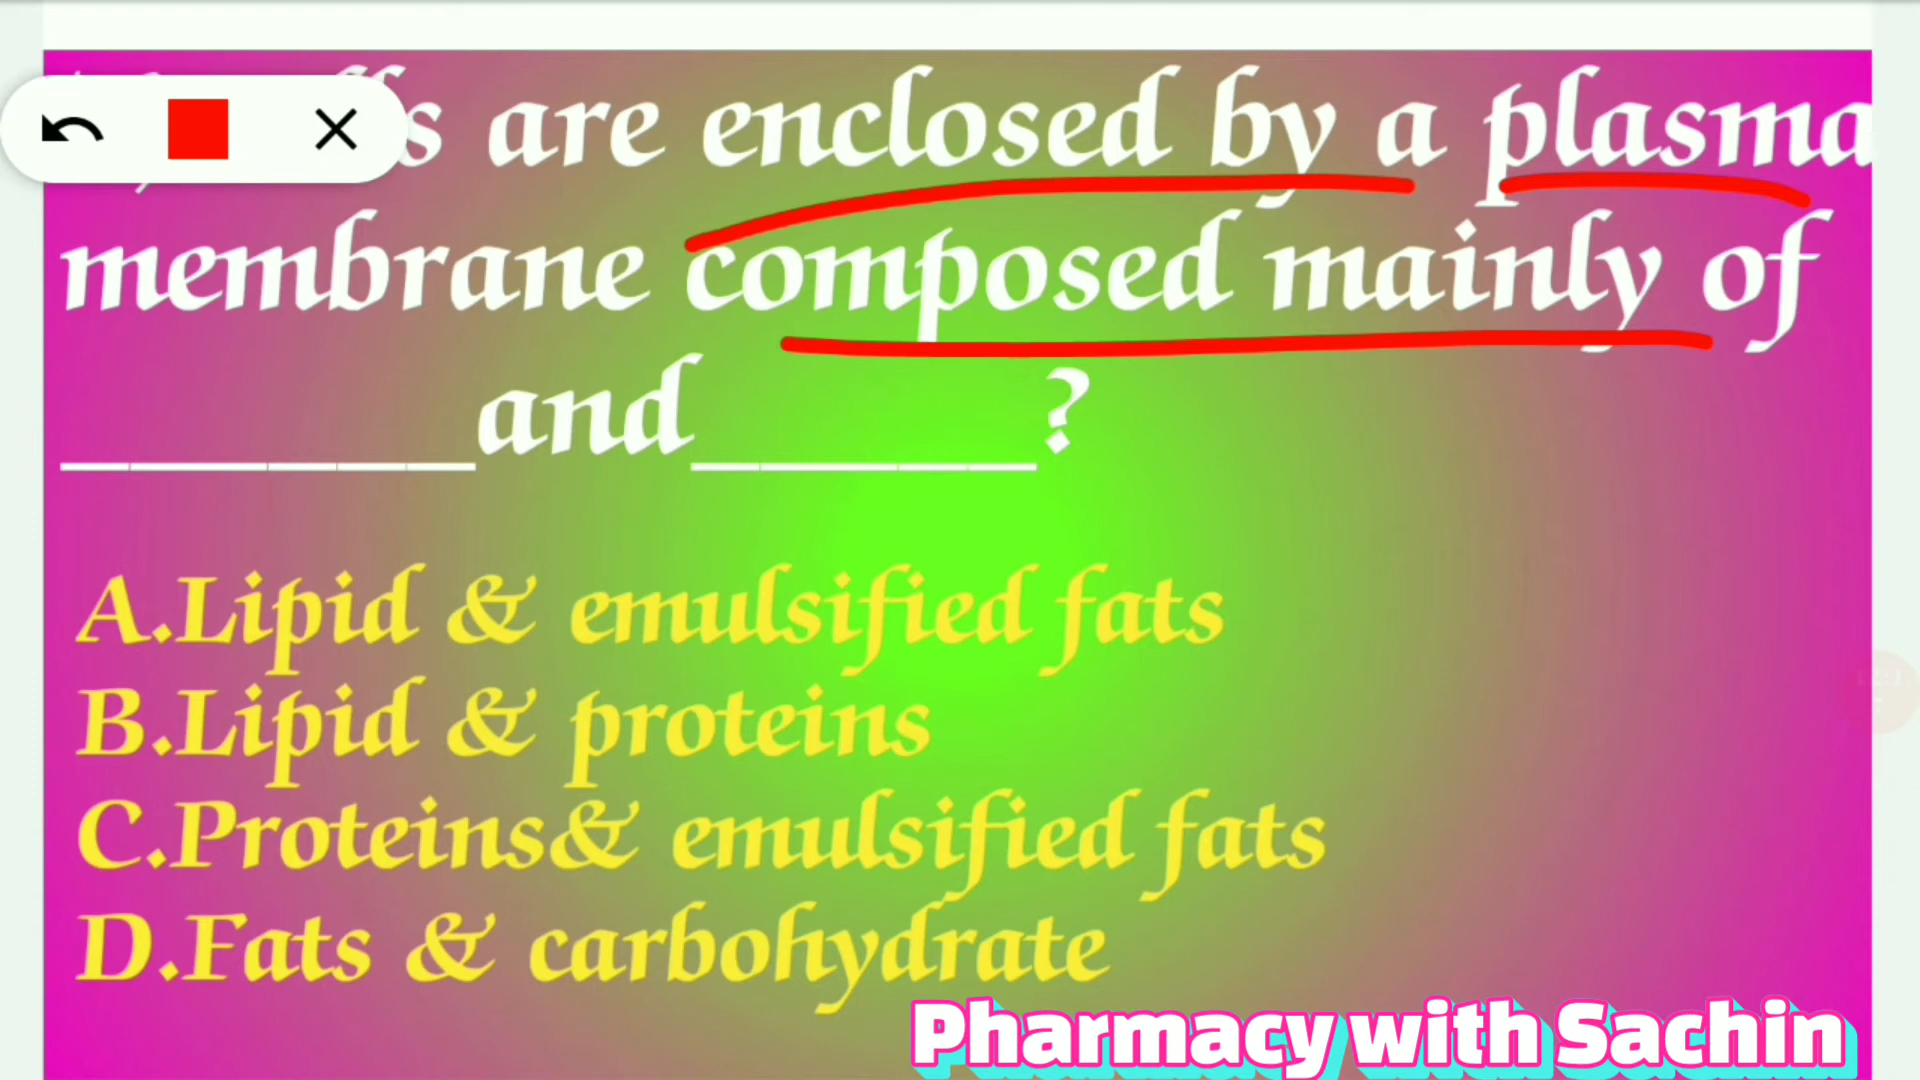 are enclosed by a plasma
membrane composed mainly of
____________and__________?
A.Lipid & emulsified fats
B.Lipid & proteins
C.Proteins& emulsified fats
D.Fats & carbohydrate
Pharmacy with Sachin